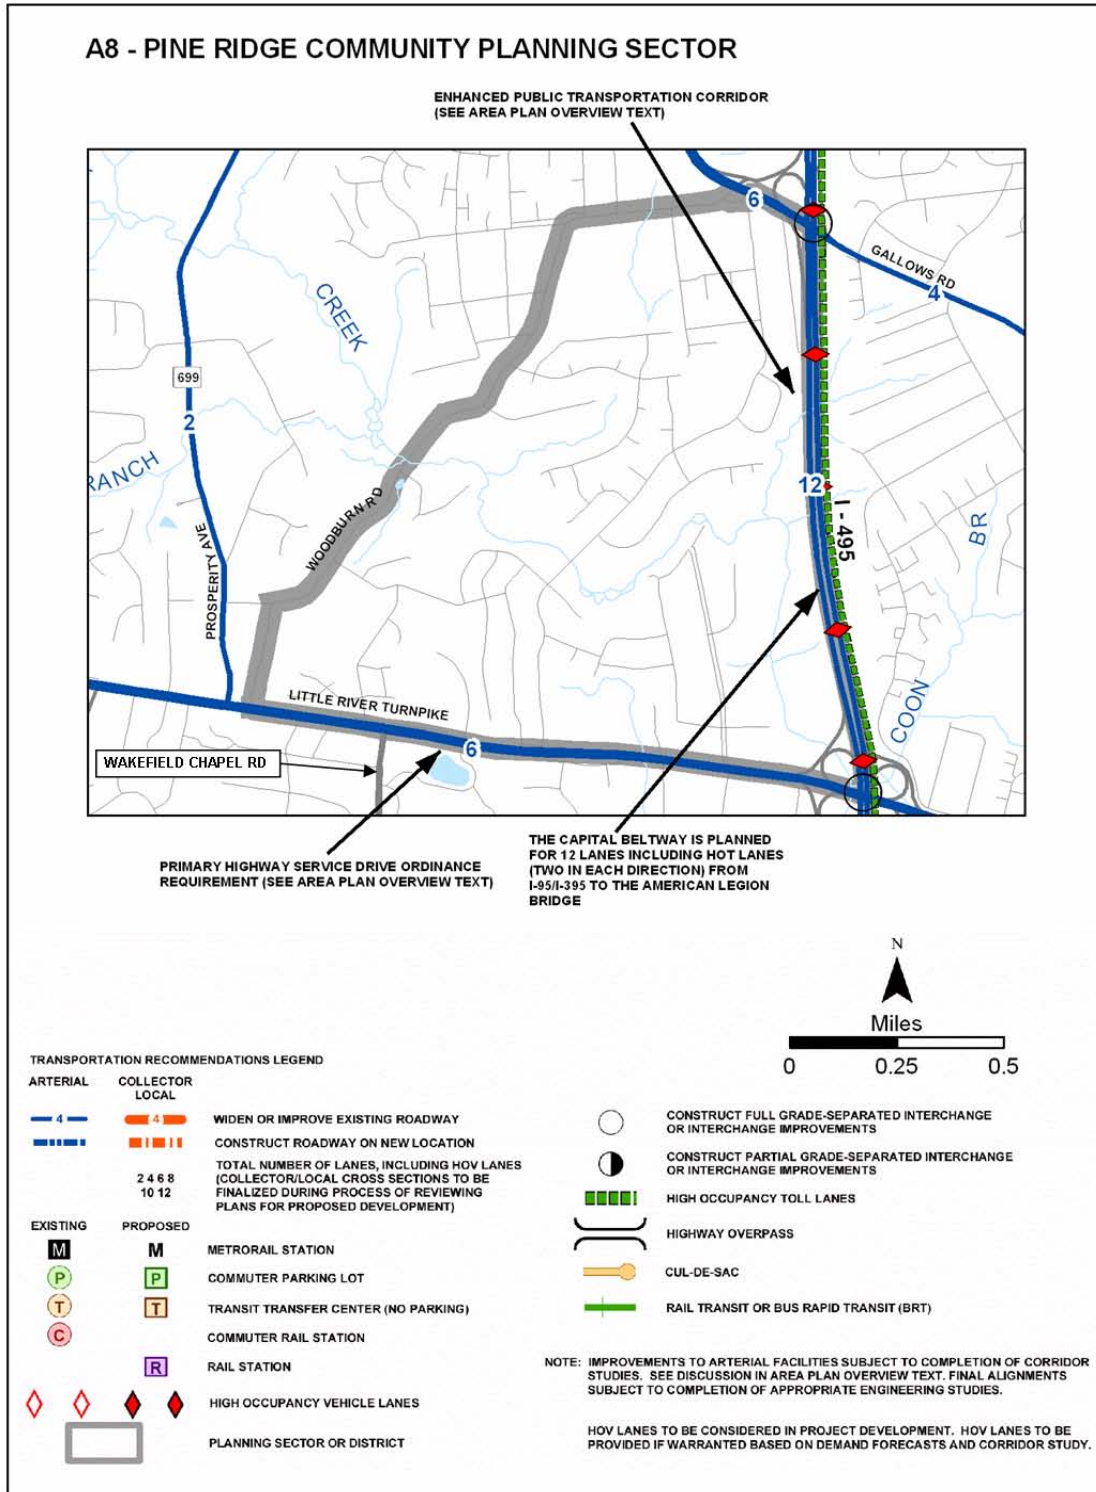 A8 - PINE RIDGE COMMUNITY PLANNING SECTOR
ENHANCED PUBLIC TRANSPORTATION CORRIDOR
(SEE AREA PLAN OVERVIEW TEXT)
6
GALLOWS RD
4
CREEK
699
2
RANCH
WOODBURN RD
12
I - 495
BR
PROSPERITY AVE
COON
LITTLE RIVER TURNPIKE
6
WAKEFIELD CHAPEL RD
PRIMARY HIGHWAY SERVICE DRIVE ORDINANCE
REQUIREMENT (SEE AREA PLAN OVERVIEW TEXT)
THE CAPITAL BELTWAY IS PLANNED
FOR 12 LANES INCLUDING HOT LANES
(TWO IN EACH DIRECTION) FROM
I-95/I-395 TO THE AMERICAN LEGION
BRIDGE
N
Miles
0 0.25 0.5
TRANSPORTATION RECOMMENDATIONS LEGEND
ARTERIAL
COLLECTOR
LOCAL
4 4 WIDEN OR IMPROVE EXISTING ROADWAY
CONSTRUCT ROADWAY ON NEW LOCATION
2 4 6 8
10 12
TOTAL NUMBER OF LANES, INCLUDING HOV LANES
(COLLECTOR/LOCAL CROSS SECTIONS TO BE
FINALIZED DURING PROCESS OF REVIEWING
PLANS FOR PROPOSED DEVELOPMENT)
EXISTING PROPOSED
M M METRORAIL STATION
P P COMMUTER PARKING LOT
T T TRANSIT TRANSFER CENTER (NO PARKING)
C COMMUTER RAIL STATION
R RAIL STATION
HIGH OCCUPANCY VEHICLE LANES
PLANNING SECTOR OR DISTRICT
CONSTRUCT FULL GRADE-SEPARATED INTERCHANGE
OR INTERCHANGE IMPROVEMENTS
CONSTRUCT PARTIAL GRADE-SEPARATED INTERCHANGE
OR INTERCHANGE IMPROVEMENTS
HIGH OCCUPANCY TOLL LANES
HIGHWAY OVERPASS
CUL-DE-SAC
RAIL TRANSIT OR BUS RAPID TRANSIT (BRT)
NOTE: IMPROVEMENTS TO ARTERIAL FACILITIES SUBJECT TO COMPLETION OF CORRIDOR
STUDIES. SEE DISCUSSION IN AREA PLAN OVERVIEW TEXT. FINAL ALIGNMENTS
SUBJECT TO COMPLETION OF APPROPRIATE ENGINEERING STUDIES.
HOV LANES TO BE CONSIDERED IN PROJECT DEVELOPMENT. HOV LANES TO BE
PROVIDED IF WARRANTED BASED ON DEMAND FORECASTS AND CORRIDOR STUDY.